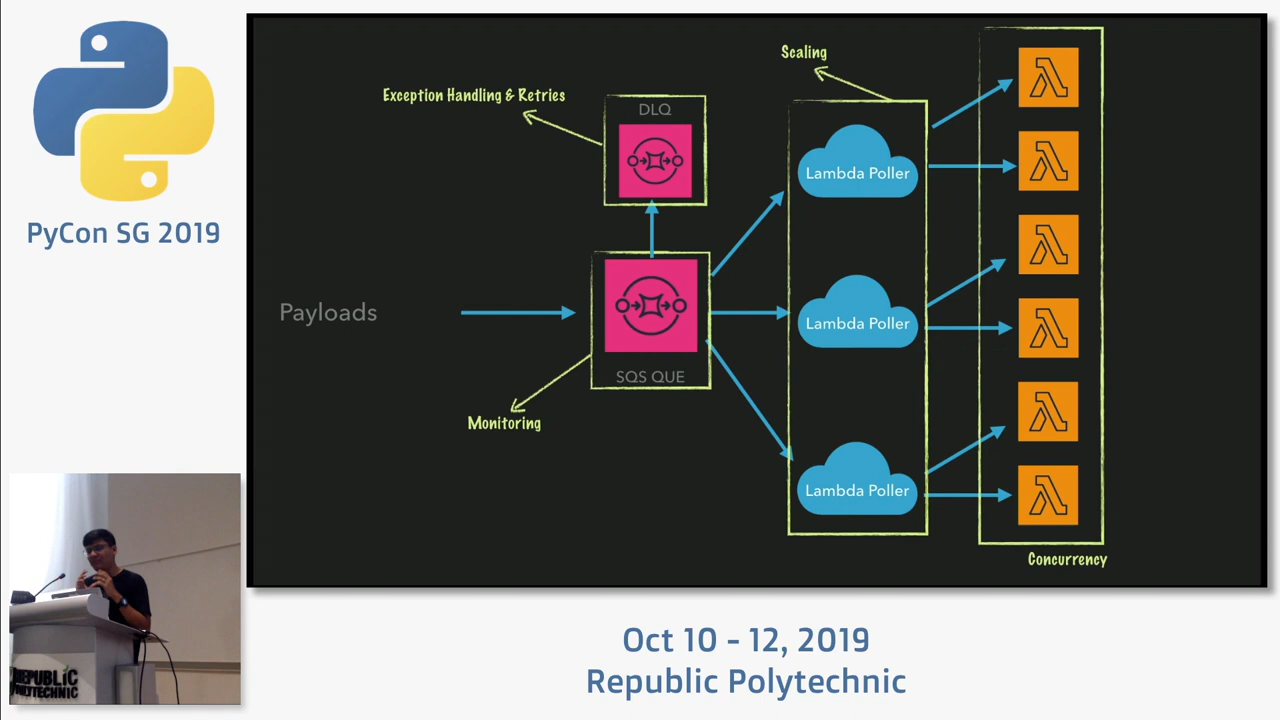 PyCon SG 2019
Exception Handling & Retries
DLQ
Scaling
Lambda Poller
Payloads
Lambda Poller
SQS QUE
Monitoring
Lambda Poller
Concurrency
REPUBLIC
POLYTECHNIC
Oct 10 - 12, 2019
Republic Polytechnic